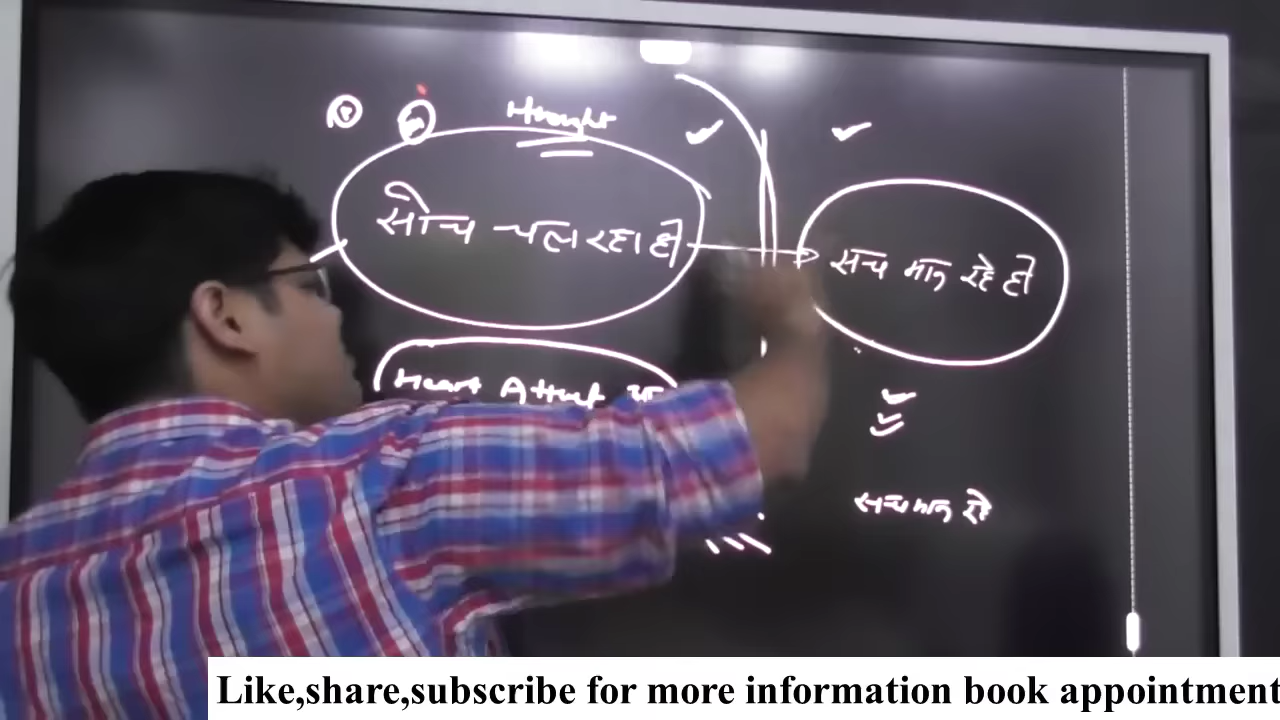 Thought
सोच चल रहा हो
सच मान रहे हो
Heart Attack आ
सच मान रहे
Like,share,subscribe for more information book appointment